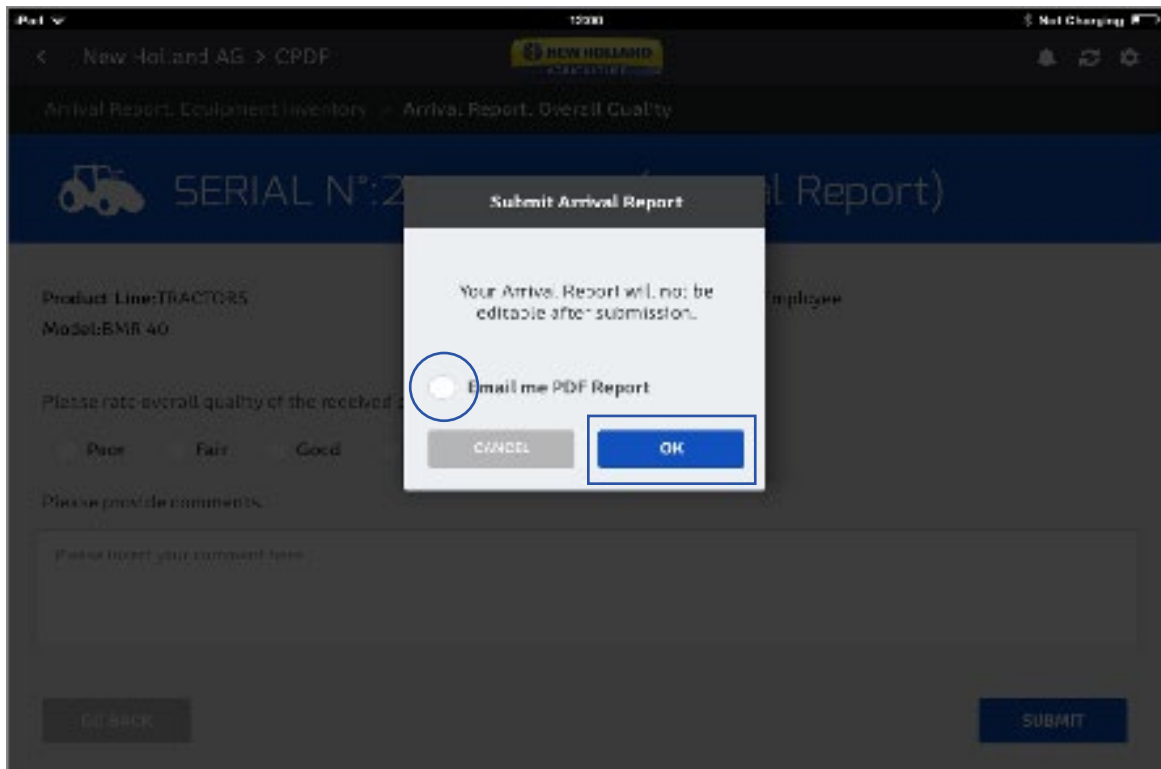 iPad
Not Charging
New Holland AG > CPDF
NEW HOLLAND
AGRICULTURE
Arrival Report, Equipment Inventory
Arrival Report, Overall Quality
SERIAL N°:2
l Report)
Submit Arrival Report
Product Line:TRACTORS
Employee
Model:BMR 40
Your Arrival Report will not be
editable after submission.
Email me PDF Report
Please rate overall quality of the received
Poor Fair Good
CANCEL OK
Please provide comments
Please insert your comment here
GO BACK
SUBMIT